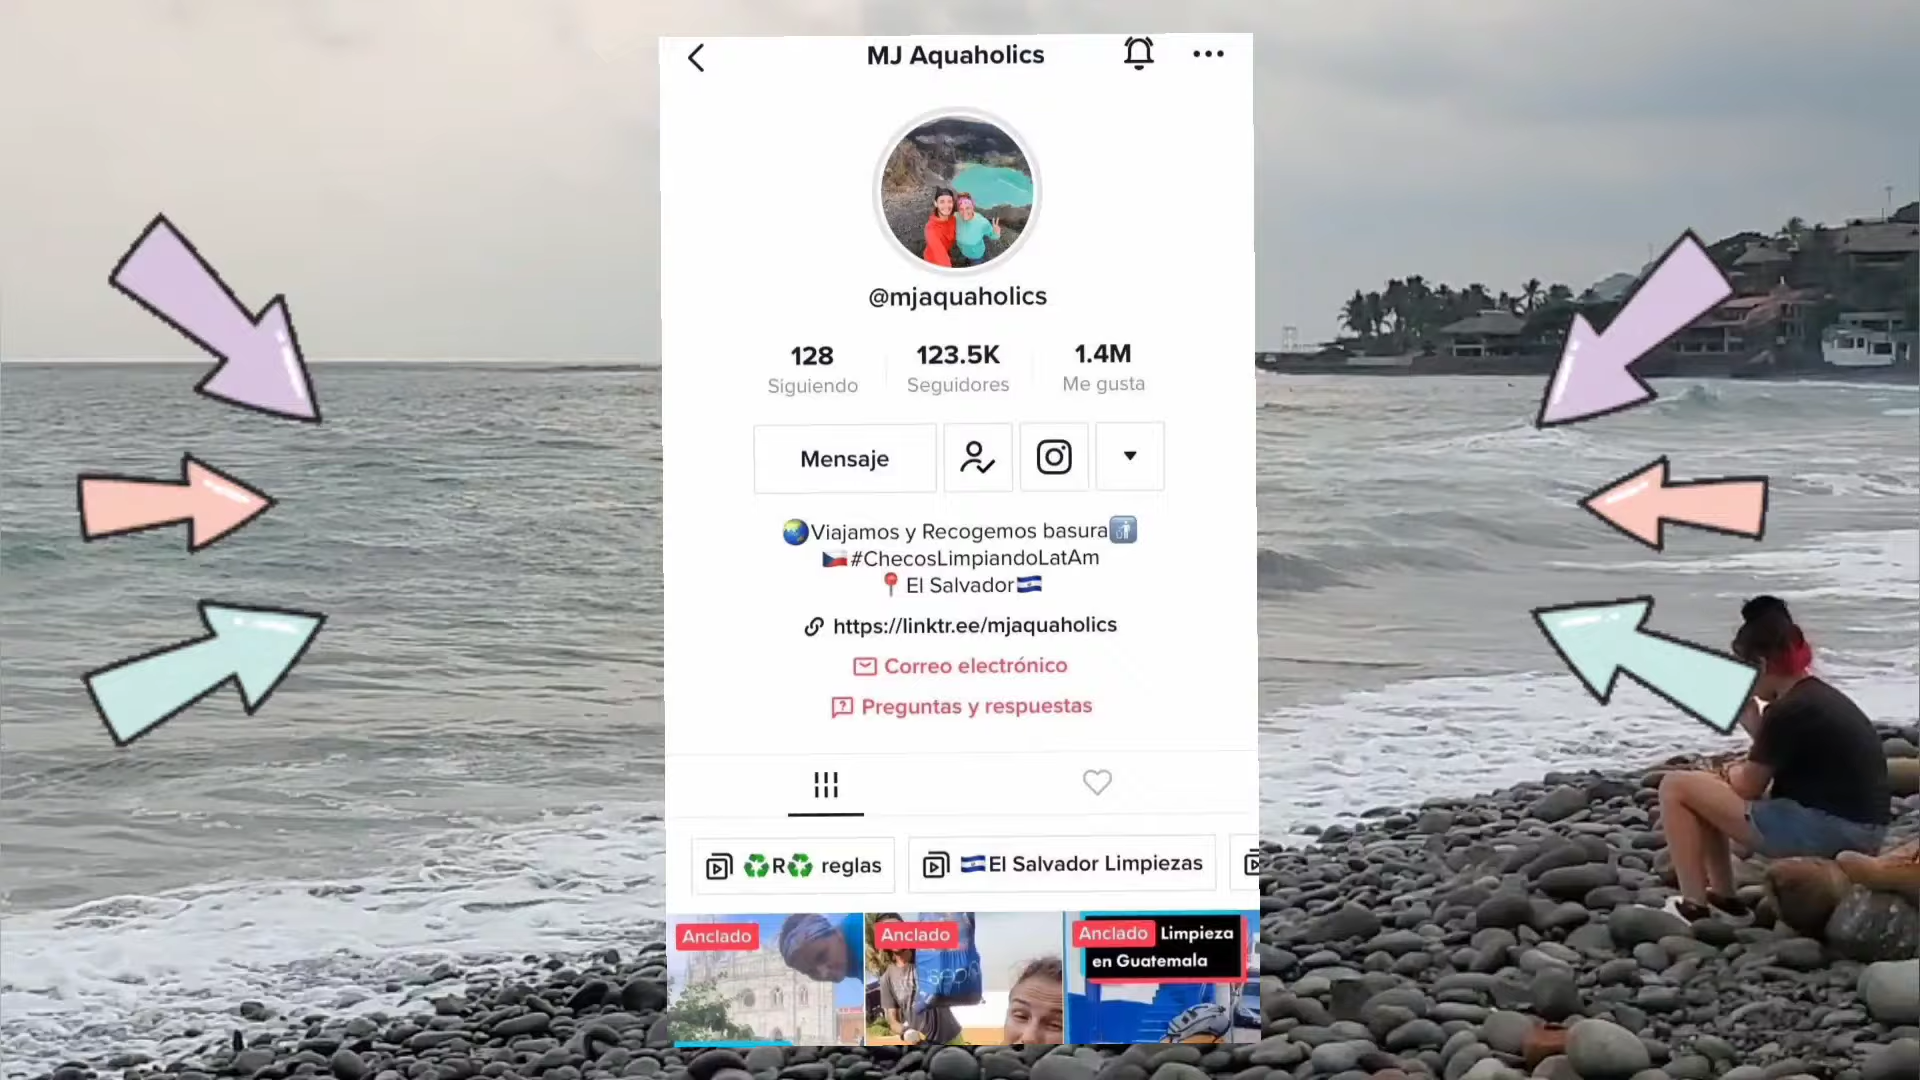 MJ Aquaholics
@mjaquaholics
128 123.5K 1.4M
Siguiendo Seguidores Me gusta
Mensaje
Viajamos y Recogemos basura
#ChecosLimpiandoLatAm
El Salvador
https://linktr.ee/mjaquaholics
Correo electrónico
Preguntas y respuestas
R reglas
El Salvador Limpiezas
Anclado
Anclado
Anclado Limpieza
en Guatemala